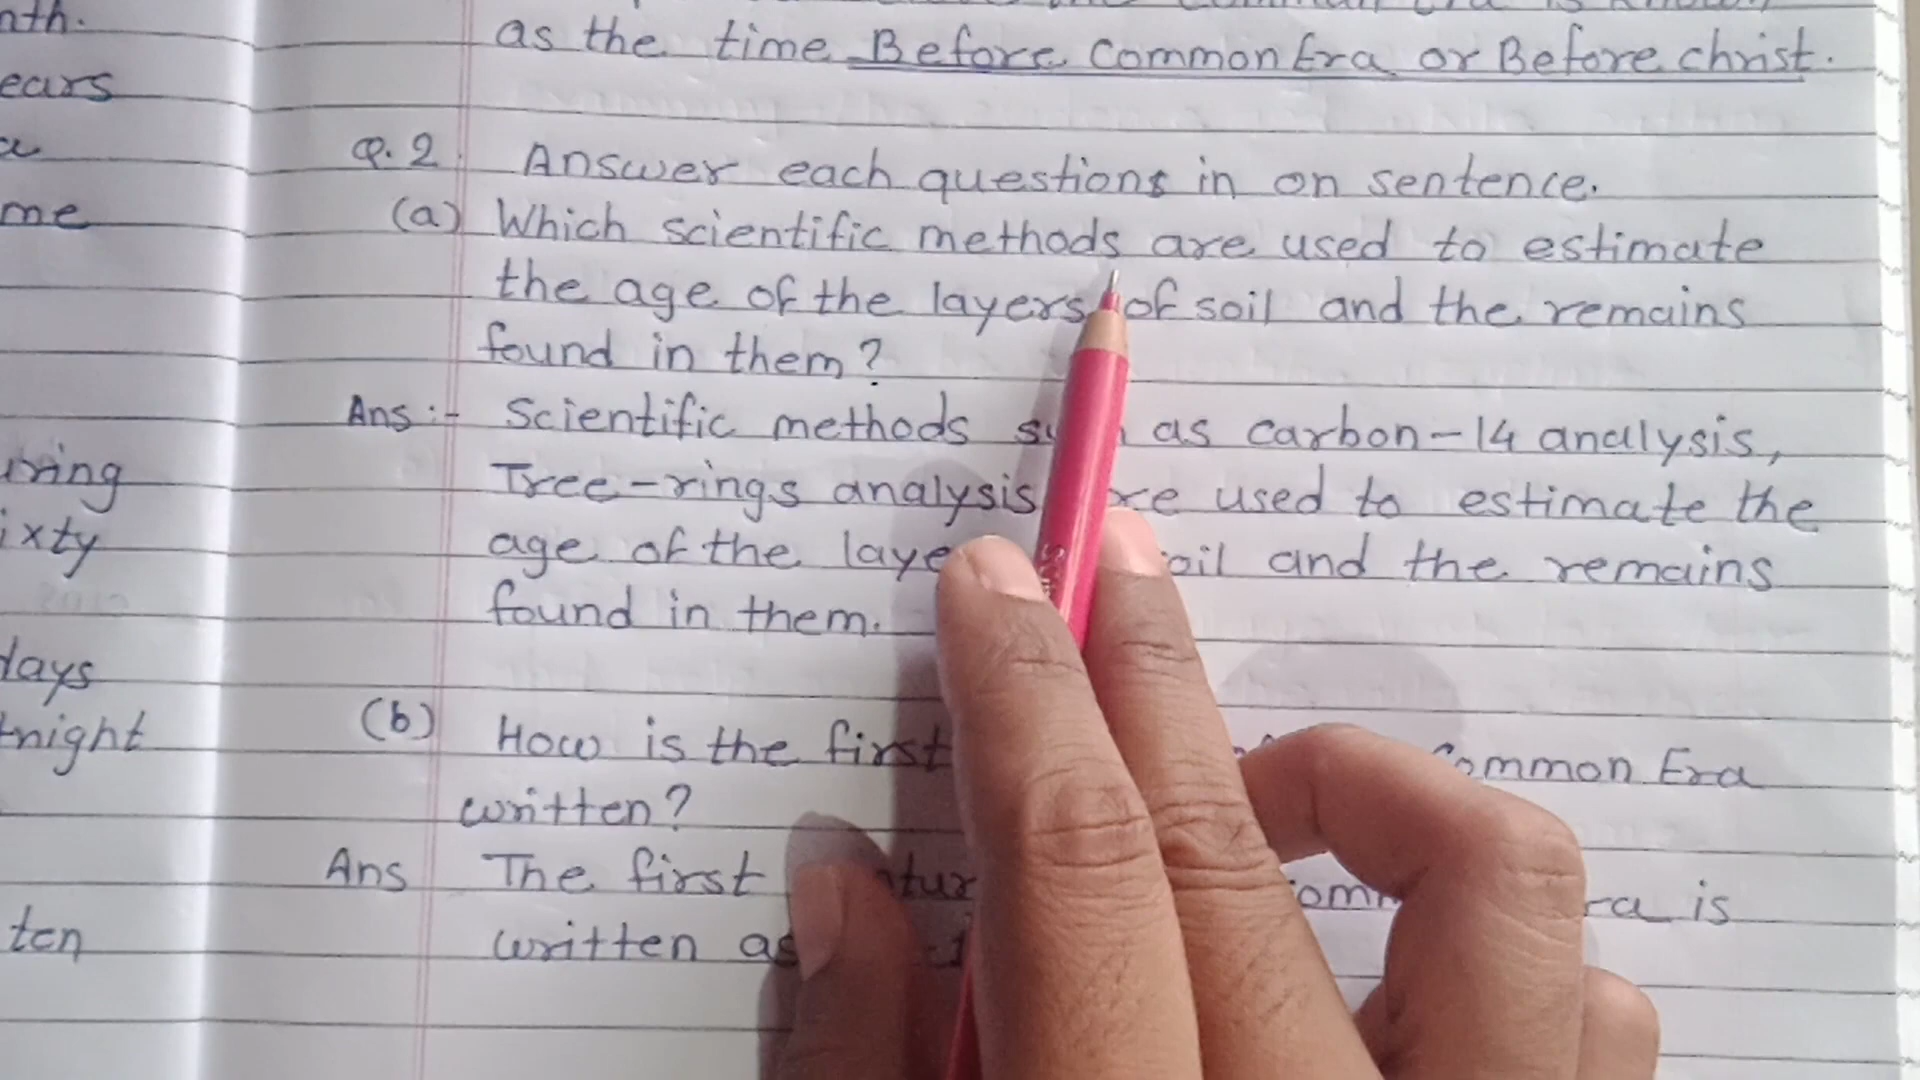 nth.
ears
me
ring
ixty
days
tnight
ten
as the time Before Common Era or Before christ.
Q.2. Answer each questions in on sentence.
(a) Which scientific methods are used to estimate
the age of the layers of soil and the remains
found in them?
Ans :- Scientific methods as carbon-14 analysis,
Tree-rings analysis used to estimate the
age of the and the remains
found in them.
(b) How is the first ommon Era
written?
Ans The first is
written as